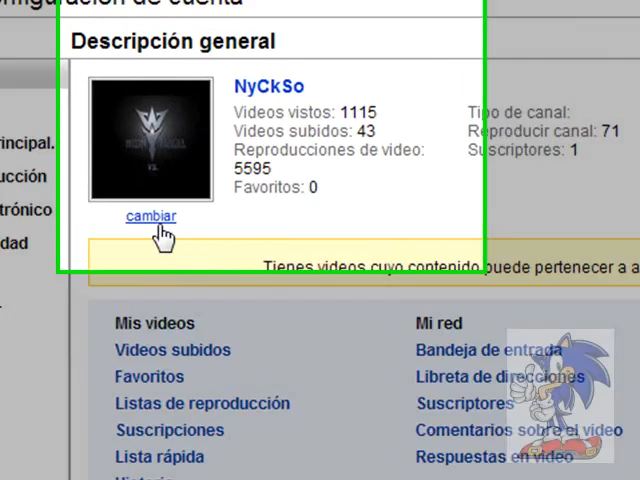 Configuración de cuenta
Descripción general
NyCkSo
Videos vistos: 1115
Videos subidos: 43
Reproducciones de video:
5595
Favoritos: 0
Tipo de canal:
Reproducir canal: 71
Suscriptores: 1
cambiar
rincipal.
ucción
ctrónico
dad
Tienes videos cuyo contenido puede pertenecer a a
Mis videos
Videos subidos
Favoritos
Listas de reproducción
Suscripciones
Lista rápida
Historial
Mi red
Bandeja de entrada
Libreta de direcciones
Suscriptores
Comentarios sobre el video
Respuestas en video